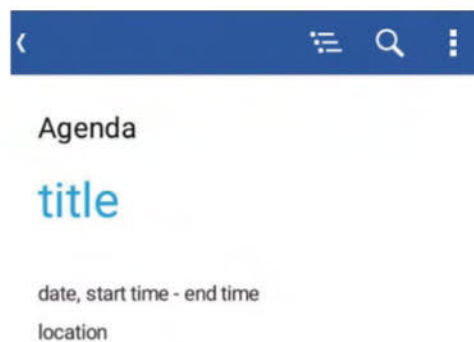 Agenda
title
date, start time - end time
location